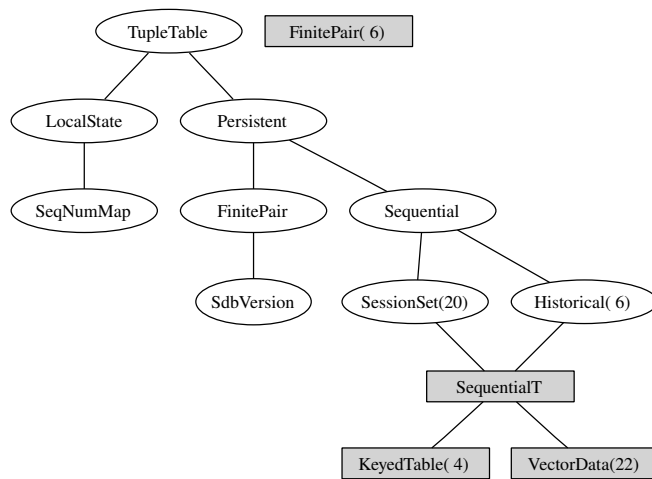 TupleTable
FinitePair( 6)
LocalState
Persistent
SeqNumMap
FinitePair
Sequential
SdbVersion
SessionSet(20)
Historical( 6)
SequentialT
KeyedTable( 4)
VectorData(22)